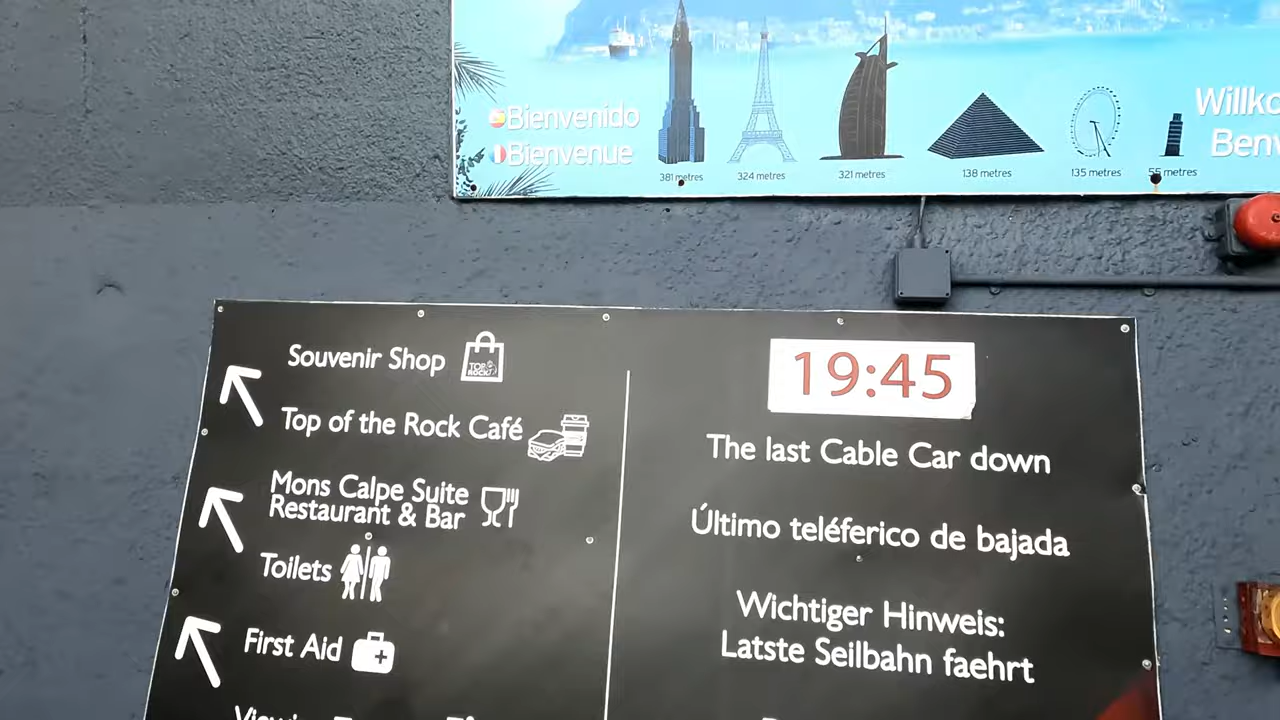 Bienvenido
Bienvenue
381 metres
324 metres
321 metres
138 metres
135 metres
55 metres
Souvenir Shop
TOP
ROCK
Top of the Rock Café
Mons Calpe Suite
Restaurant & Bar
Toilets
First Aid
19:45
The last Cable Car down
Último teléferico de bajada
Wichtiger Hinweis:
Latste Seilbahn faehrt